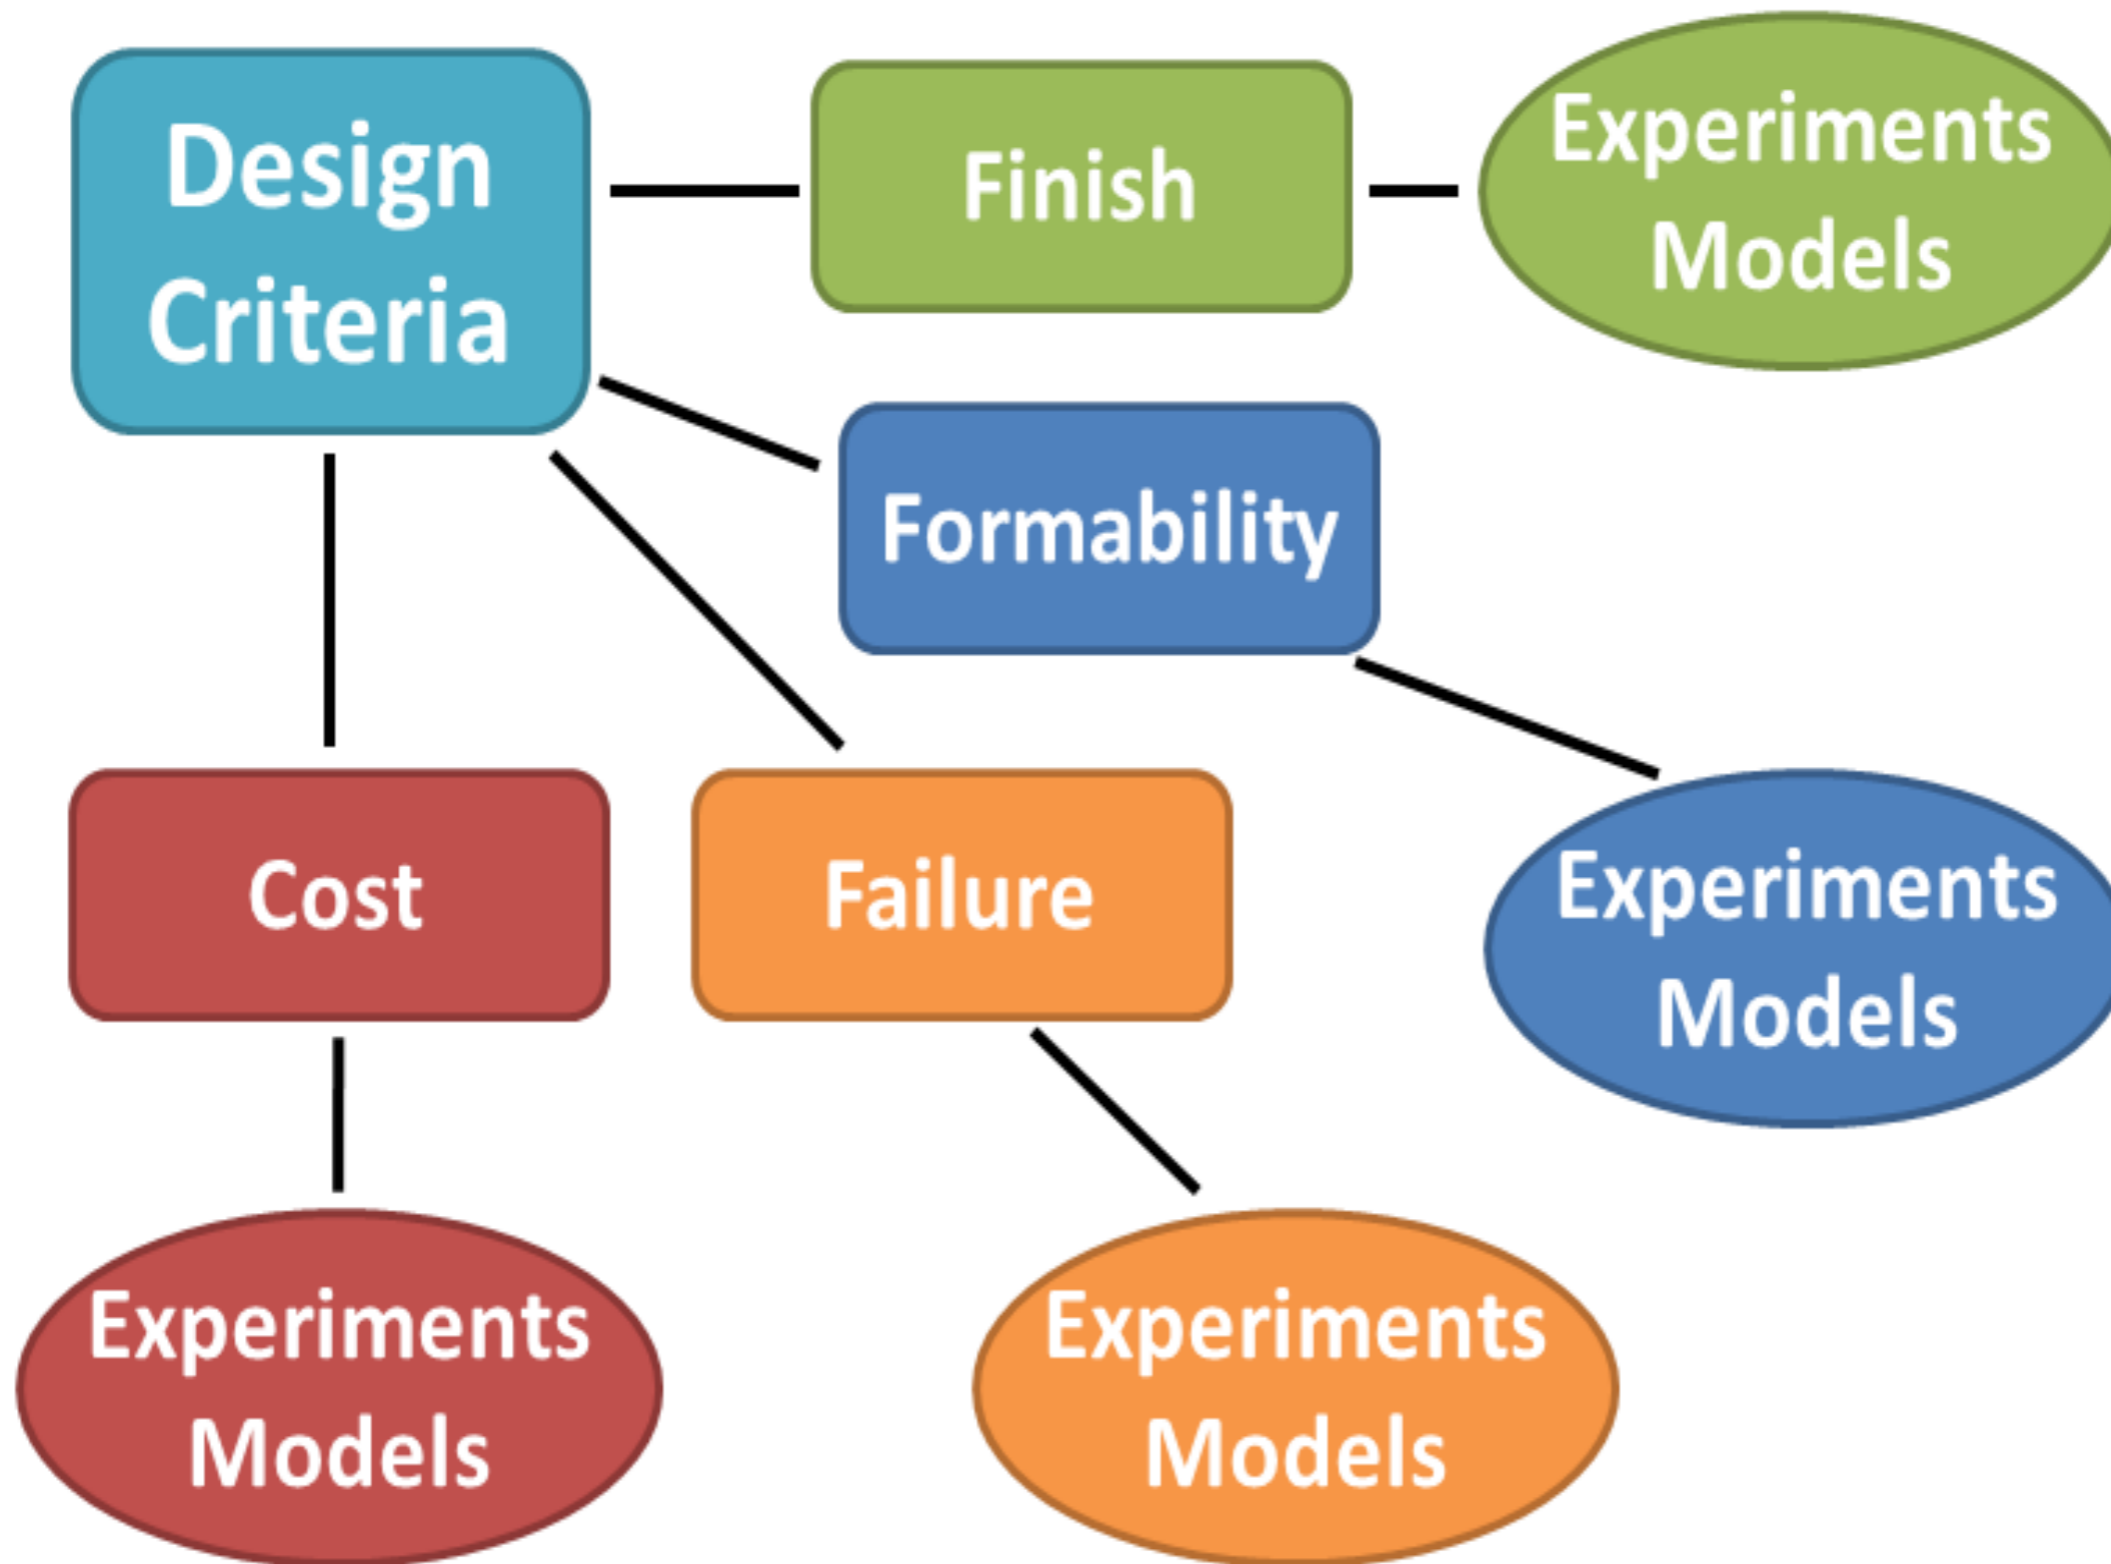 Design
Criteria
Finish
Experiments
Models
Formability
Cost
Failure
Experiments
Models
Experiments
Models
Experiments
Models